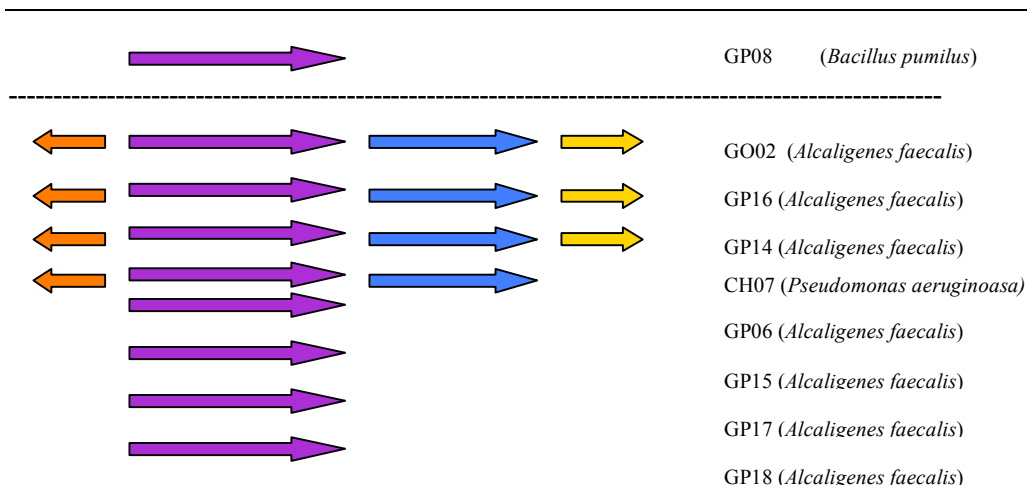 GP08 (Bacillus pumilus)
GO02 (Alcaligenes faecalis)
GP16 (Alcaligenes faecalis)
GP14 (Alcaligenes faecalis)
CH07 (Pseudomonas aeruginoasa)
GP06 (Alcaligenes faecalis)
GP15 (Alcaligenes faecalis)
GP17 (Alcaligenes faecalis)
GP18 (Alcaligenes faecalis)